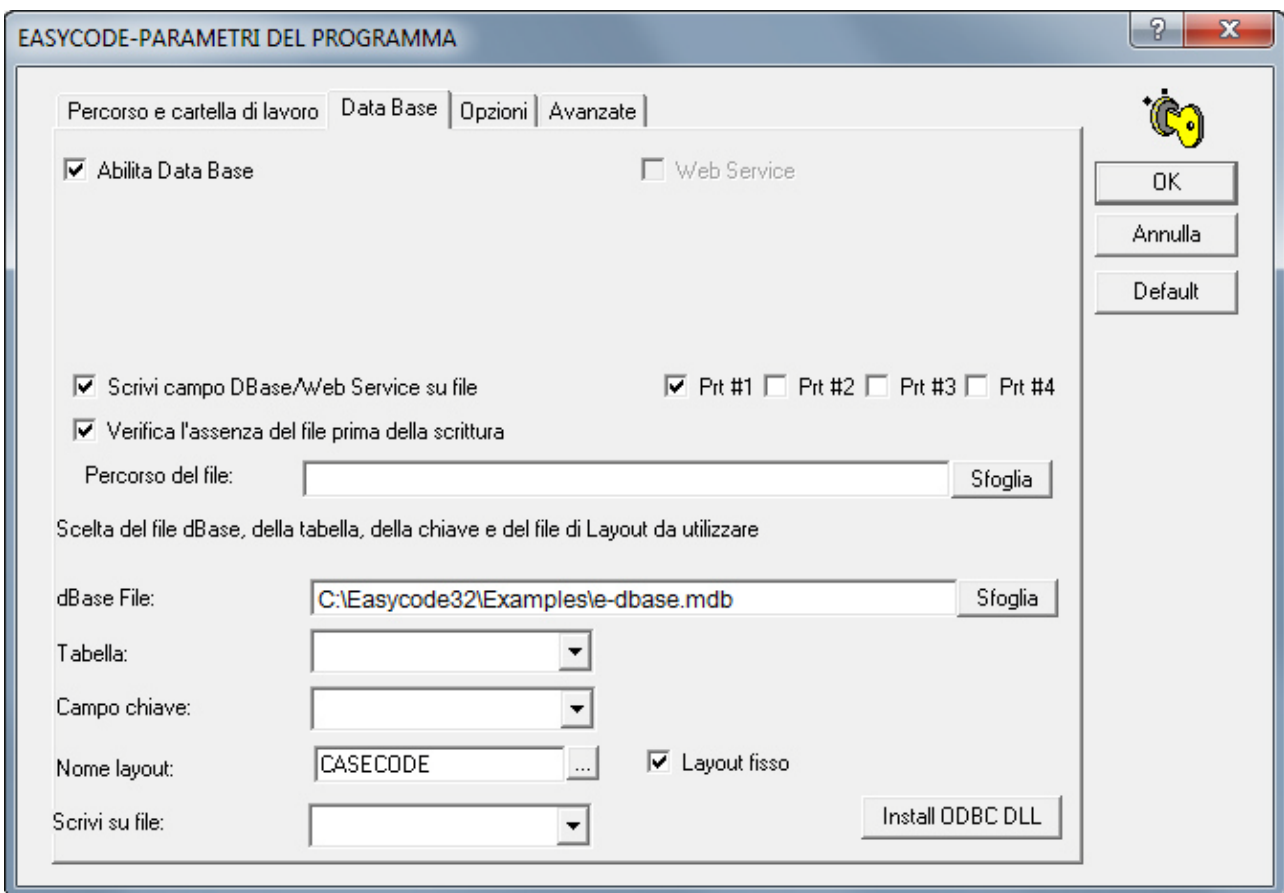 EASYCODE-PARAMETRI DEL PROGRAMMA
Percorso e cartella di lavoro Data Base Opzioni Avanzate
Abilita Data Base Web Service
OK
Annulla
Default
Scrivi campo DBase/Web Service su file Prt #1 Prt #2 Prt #3 Prt #4
Verifica l'assenza del file prima della scrittura
Percorso del file: Sfoglia
Scelta del file dBase, della tabella, della chiave e del file di Layout da utilizzare
dBase File: C:\Easycode32\Examples\e-dbase.mdb Sfoglia
Tabella:
Campo chiave:
Nome layout: CASECODE ... Layout fisso
Scrivi su file: Install ODBC DLL